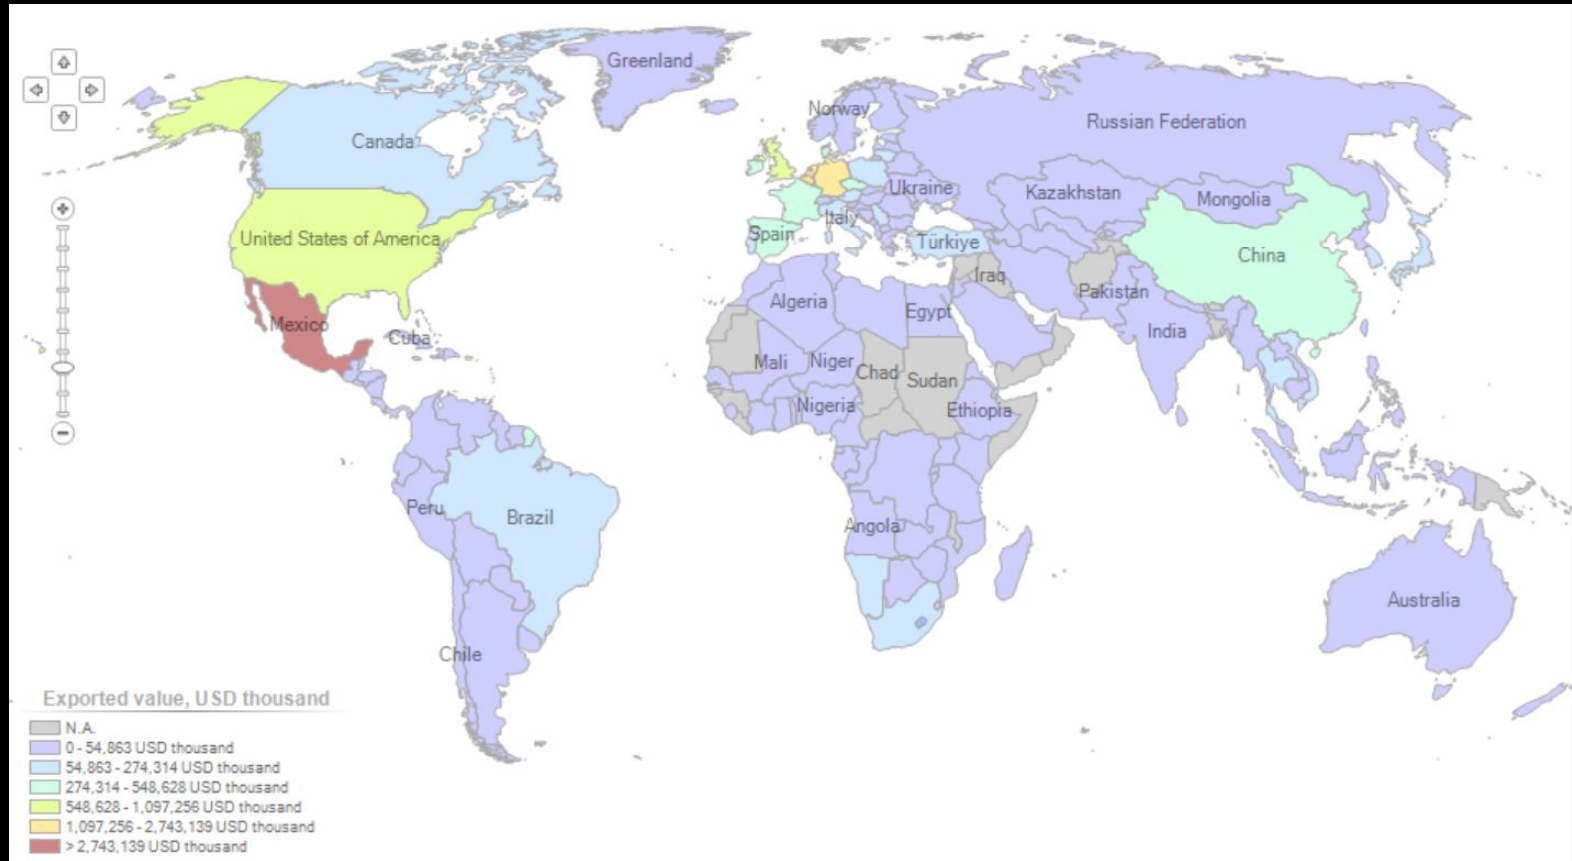 Greenland
Norway
Russian Federation
Canada
Ukraine
Kazakhstan
Mongolia
Italy
Spain
United States of America
Türkiye
China
Iraq
Pakistan
Algeria
Egypt
Mexico
India
Cuba
Mali
Niger
Chad
Sudan
Nigeria
Ethiopia
Peru
Brazil
Angola
Australia
Chile
Exported value, USD thousand
N.A.
0 - 54,863 USD thousand
54,863 - 274,314 USD thousand
274,314 - 548,628 USD thousand
548,628 - 1,097,256 USD thousand
1,097,256 - 2,743,139 USD thousand
> 2,743,139 USD thousand